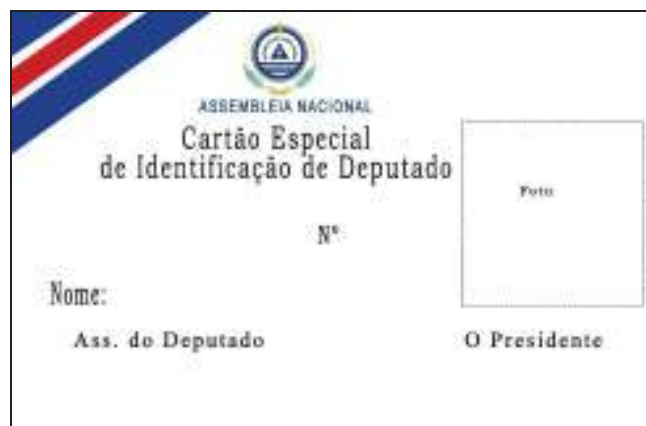 ASSEMBLEIA NACIONAL
Cartão Especial
de Identificação de Deputado
Foto
Nº
Nome:
Ass. do Deputado
O Presidente